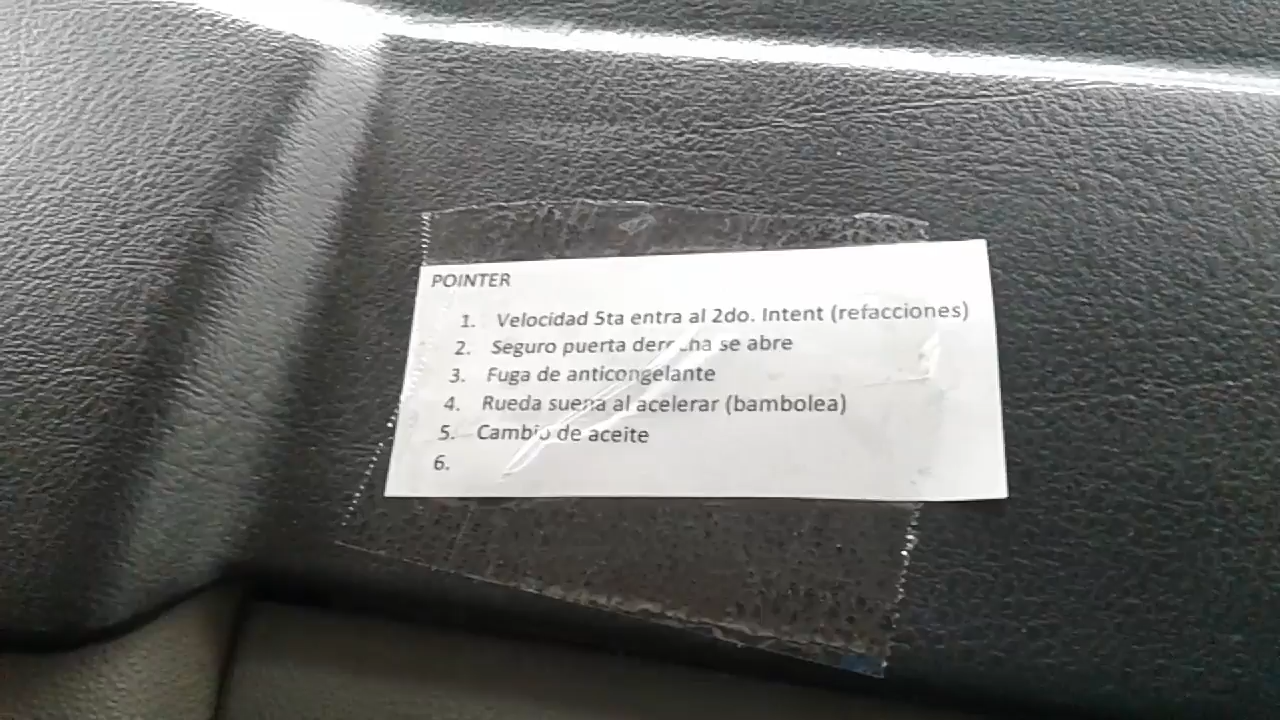 POINTER
1. Velocidad 5ta entra al 2do. Intent (refacciones)
2. Seguro puerta derecha se abre
3. Fuga de anticongelante
4. Rueda suena al acelerar (bambolea)
5. Cambio de aceite
6.